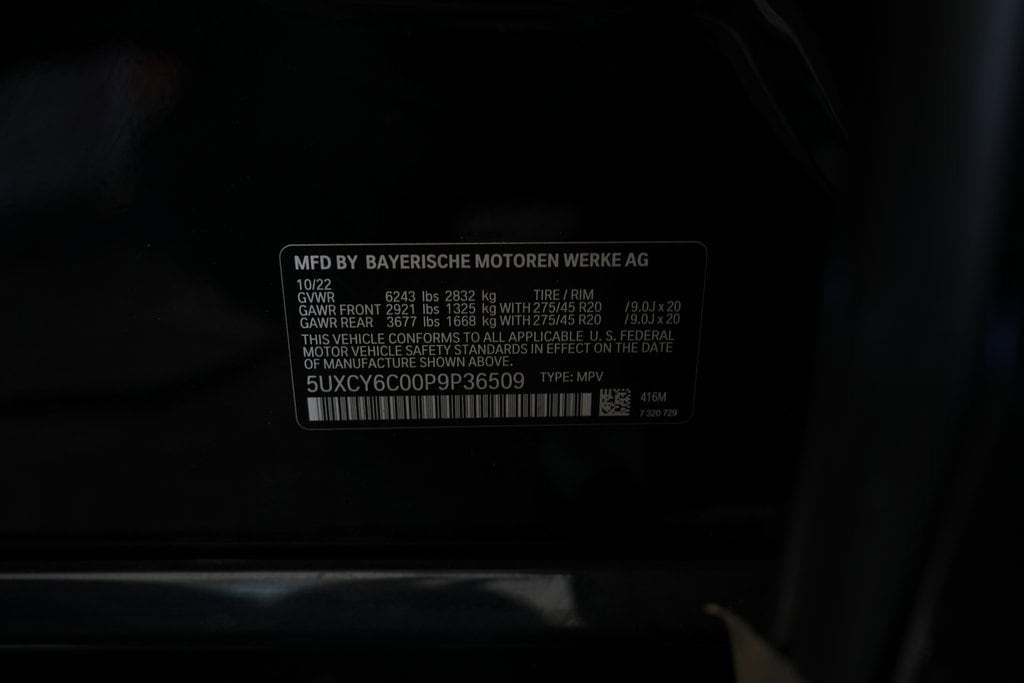 MFD BY BAYERISCHE MOTOREN WERKE AG
10/22
GVWR 6243 lbs 2832 kg TIRE / RIM
GAWR FRONT 2921 lbs 1325 kg WITH 275/45 R20 / 9.0J x 20
GAWR REAR 3677 lbs 1668 kg WITH 275/45 R20 / 9.0J x 20
THIS VEHICLE CONFORMS TO ALL APPLICABLE U. S. FEDERAL
MOTOR VEHICLE SAFETY STANDARDS IN EFFECT ON THE DATE
OF MANUFACTURE SHOWN ABOVE.
5UXCY6C00P9P36509 TYPE: MPV
416M
7 320 729